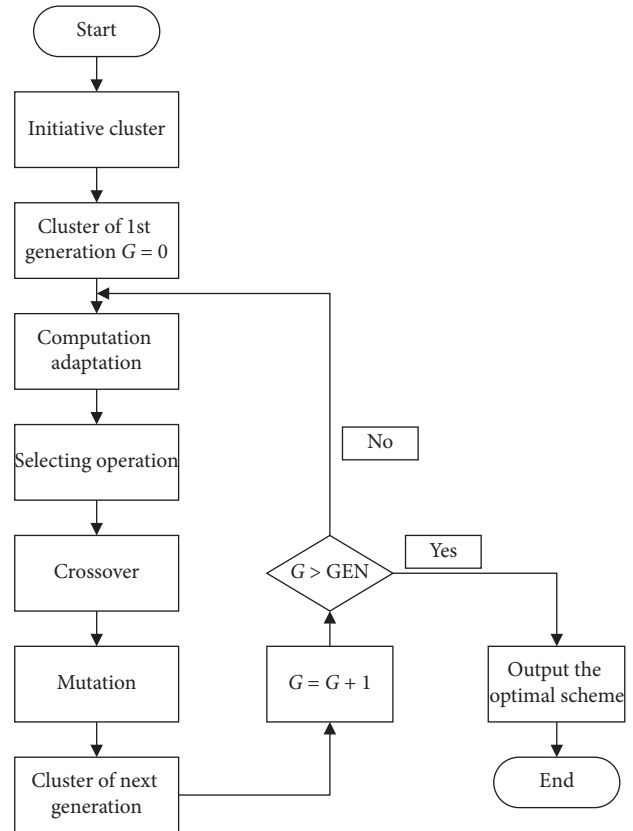 Start
Initiative cluster
Cluster of 1st
generation G = 0
Computation
adaptation
Selecting operation
Crossover
Mutation
Cluster of next
generation
G = G + 1
G > GEN
No
Yes
Output the
optimal scheme
End